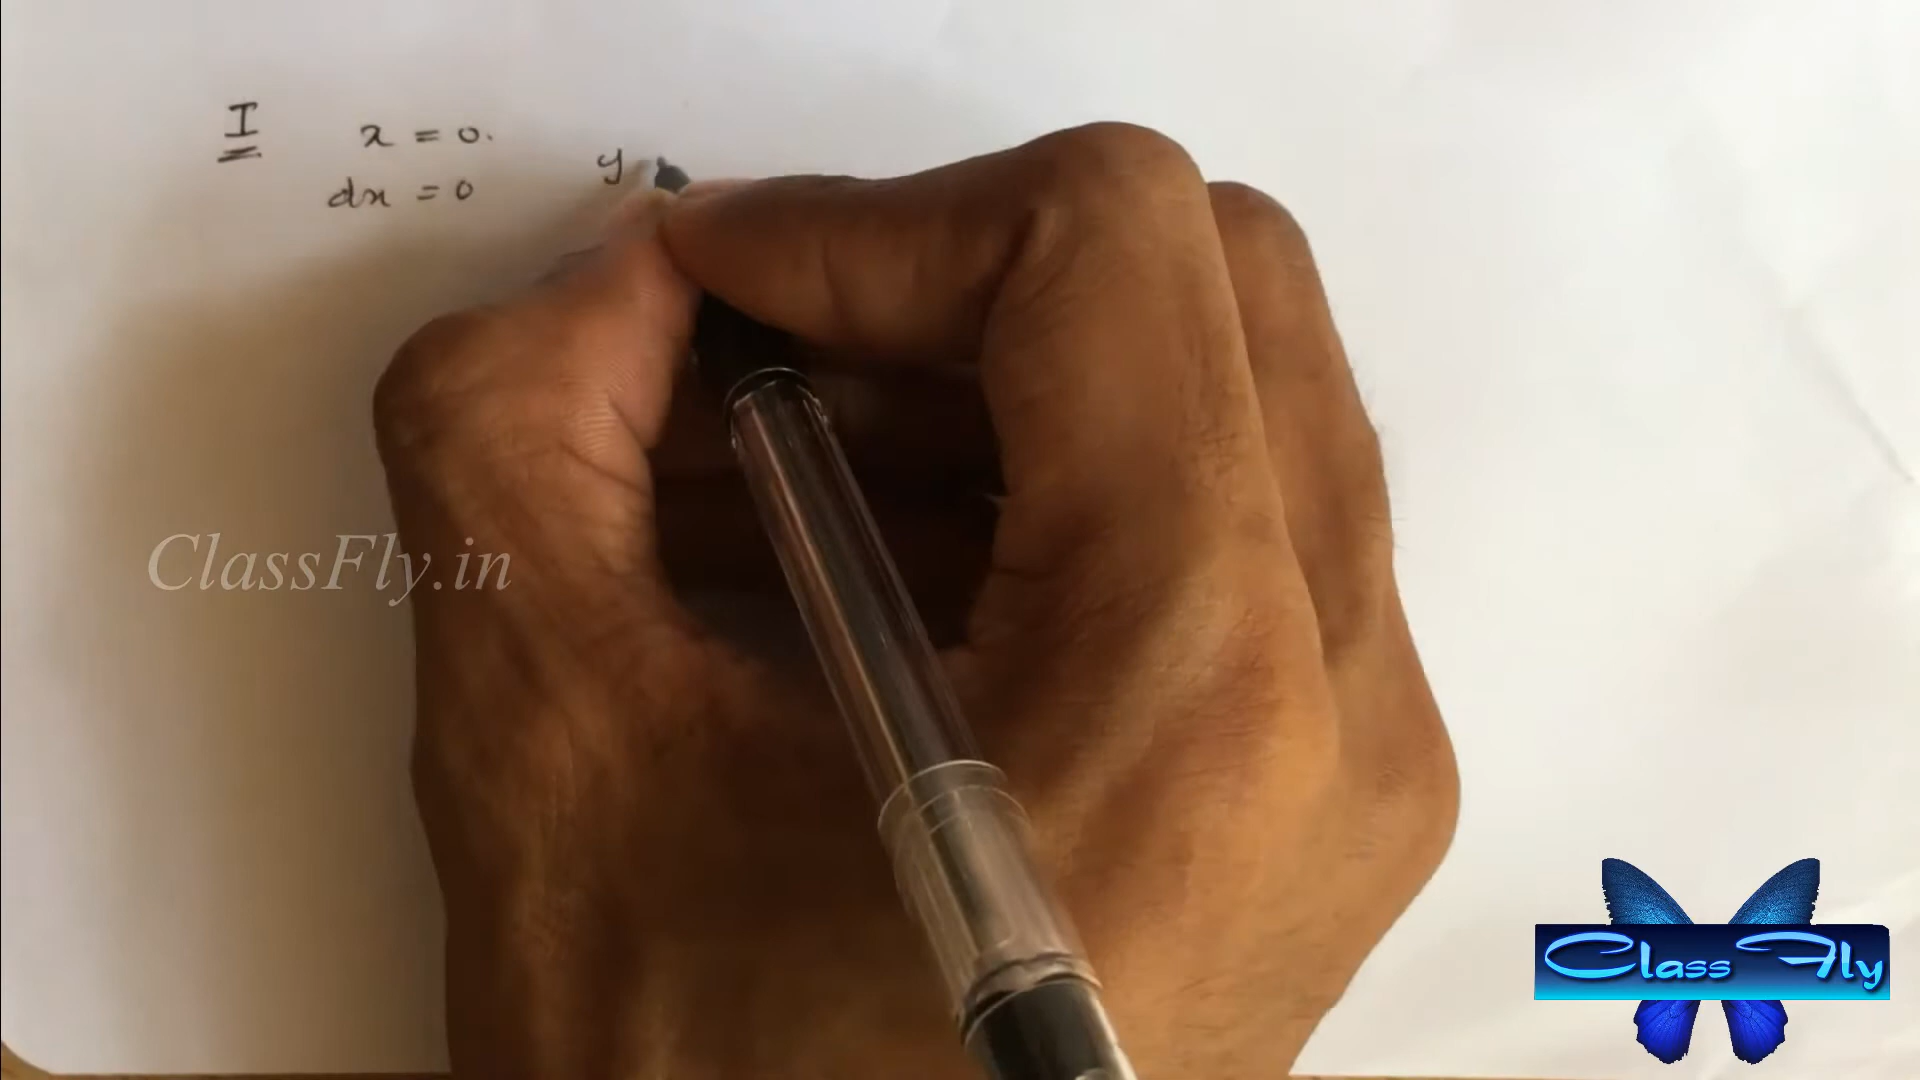 I
x = 0.
dx = 0
y
ClassFly.in
Class Fly